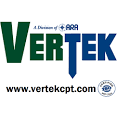 A Division of ARA
VERTEK
www.vertekcpt.com